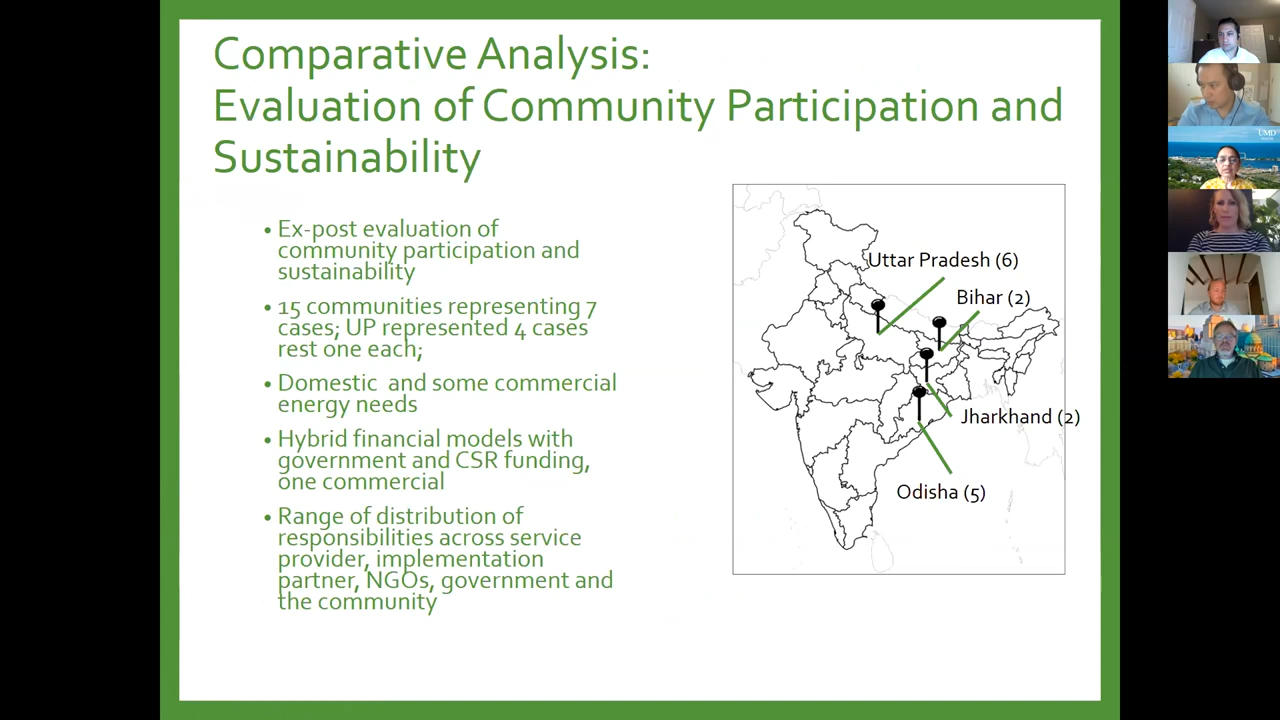 Comparative Analysis:
Evaluation of Community Participation and
Sustainability
• Ex-post evaluation of
community participation and
sustainability
• 15 communities representing 7
cases; UP represented 4 cases
rest one each;
• Domestic and some commercial
energy needs
• Hybrid financial models with
government and CSR funding,
one commercial
• Range of distribution of
responsibilities across service
provider, implementation
partner, NGOs, government and
the community
Uttar Pradesh (6)
Bihar (2)
Jharkhand (2)
Odisha (5)
UMD